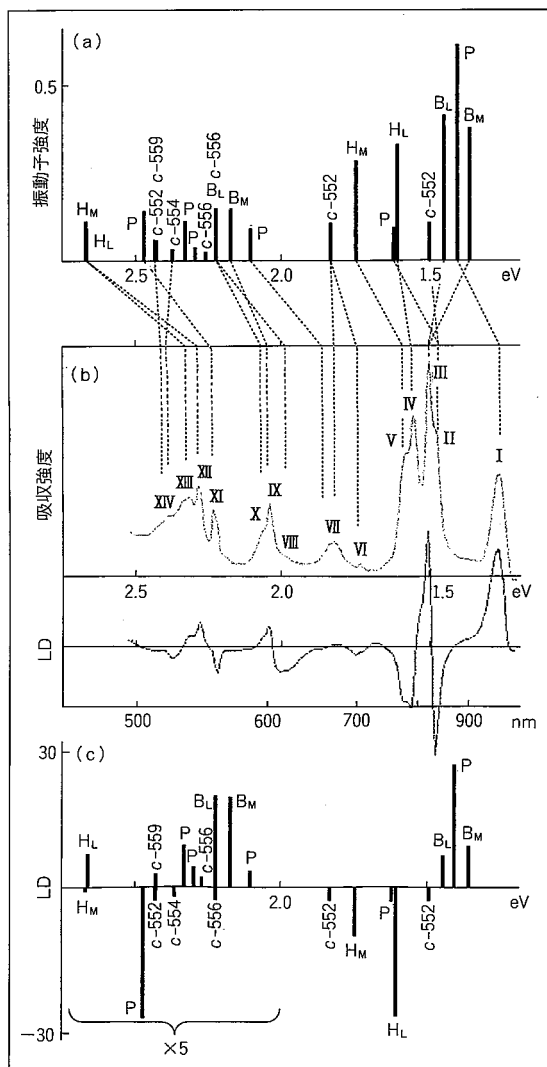 (a)
振動子強度
0.5
H_M
H_L
P
c-552
c-559
c-554
P
P
c-556
B_L
c-556
B_M
P
c-552
H_M
P
H_L
c-552
B_L
P
B_M
2.5
2.0
1.5
eV
(b)
吸収強度
XIV
XIII
XII
XI
X
IX
VIII
VII
VI
V
IV
III
II
I
2.5
2.0
1.5
eV
LD
500
600
700
900
nm
(c)
30
LD
-30
H_L
H_M
P
c-559
c-552
c-554
P
P
c-556
c-556
B_L
B_M
P
2.0
c-552
H_M
P
H_L
c-552
B_L
P
B_M
eV
×5